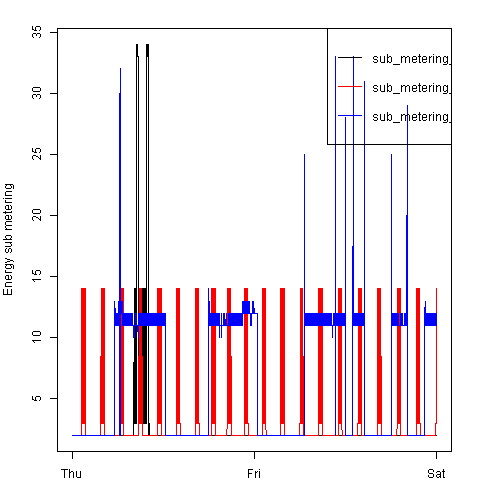 35
30
25
20
15
10
5
Energy sub metering
sub_metering_
sub_metering_
sub_metering_
Thu Fri Sat